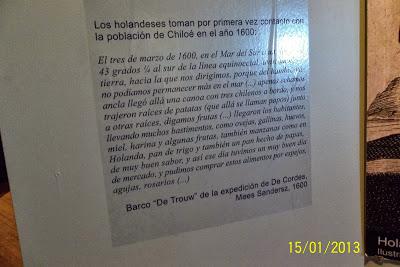 Los holandeses toman por primera vez contacto con
la población de Chiloé en el año 1600:
El tres de marzo de 1600, en el Mar del Sur
43 grados ¼ al sur de la línea equinoccial,
tierra, hacia la que nos dirigimos, porque del hambre
no podíamos permanecer más en el mar (...) apenas echamos
ancla llegó allá una canoa con tres chilenos a bordo, y nos
trajeron raíces de patatas (que allá se llaman papas) junto
a otras raíces, digamos frutas (...) llegaron los habitantes,
llevando muchos bastimentos, como ovejas, gallinas, huevos,
miel, harina y algunas frutas, también manzanas como en
Holanda, pan de trigo y también un pan hecho de papas,
de muy buen sabor, y así ese día tuvimos un muy buen día
de mercado, y pudimos comprar estos alimentos por espejos,
agujas, rosarios (...)
Barco "De Trouw" de la expedición de De Cordes,
Mees Sandersz, 1600
Hola
Ilustra
15/01/2013